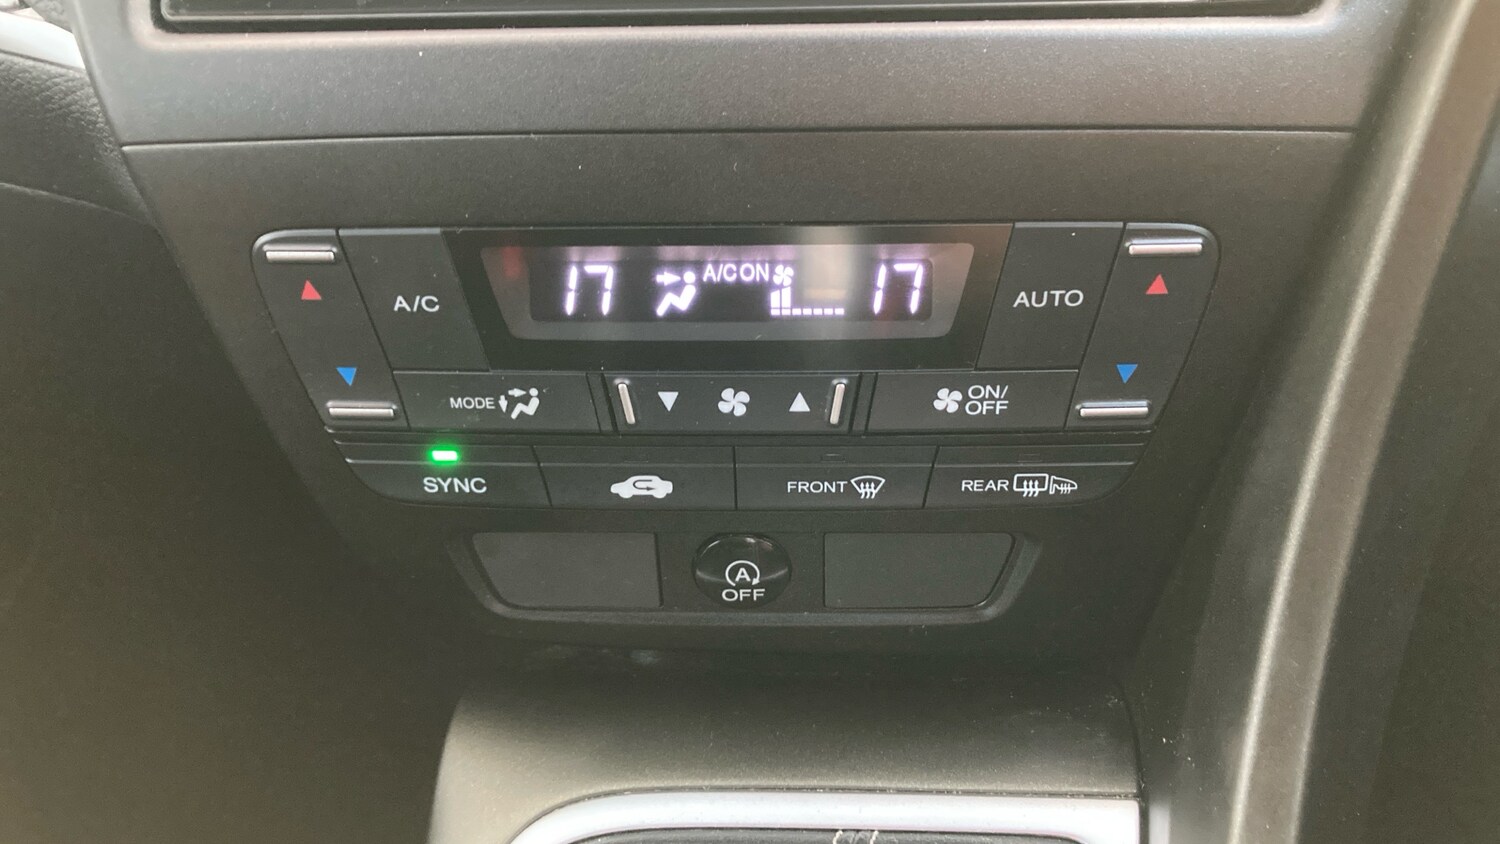 17 A/C ON 17
A/C
AUTO
MODE
ON/
OFF
SYNC
FRONT
REAR
A
OFF